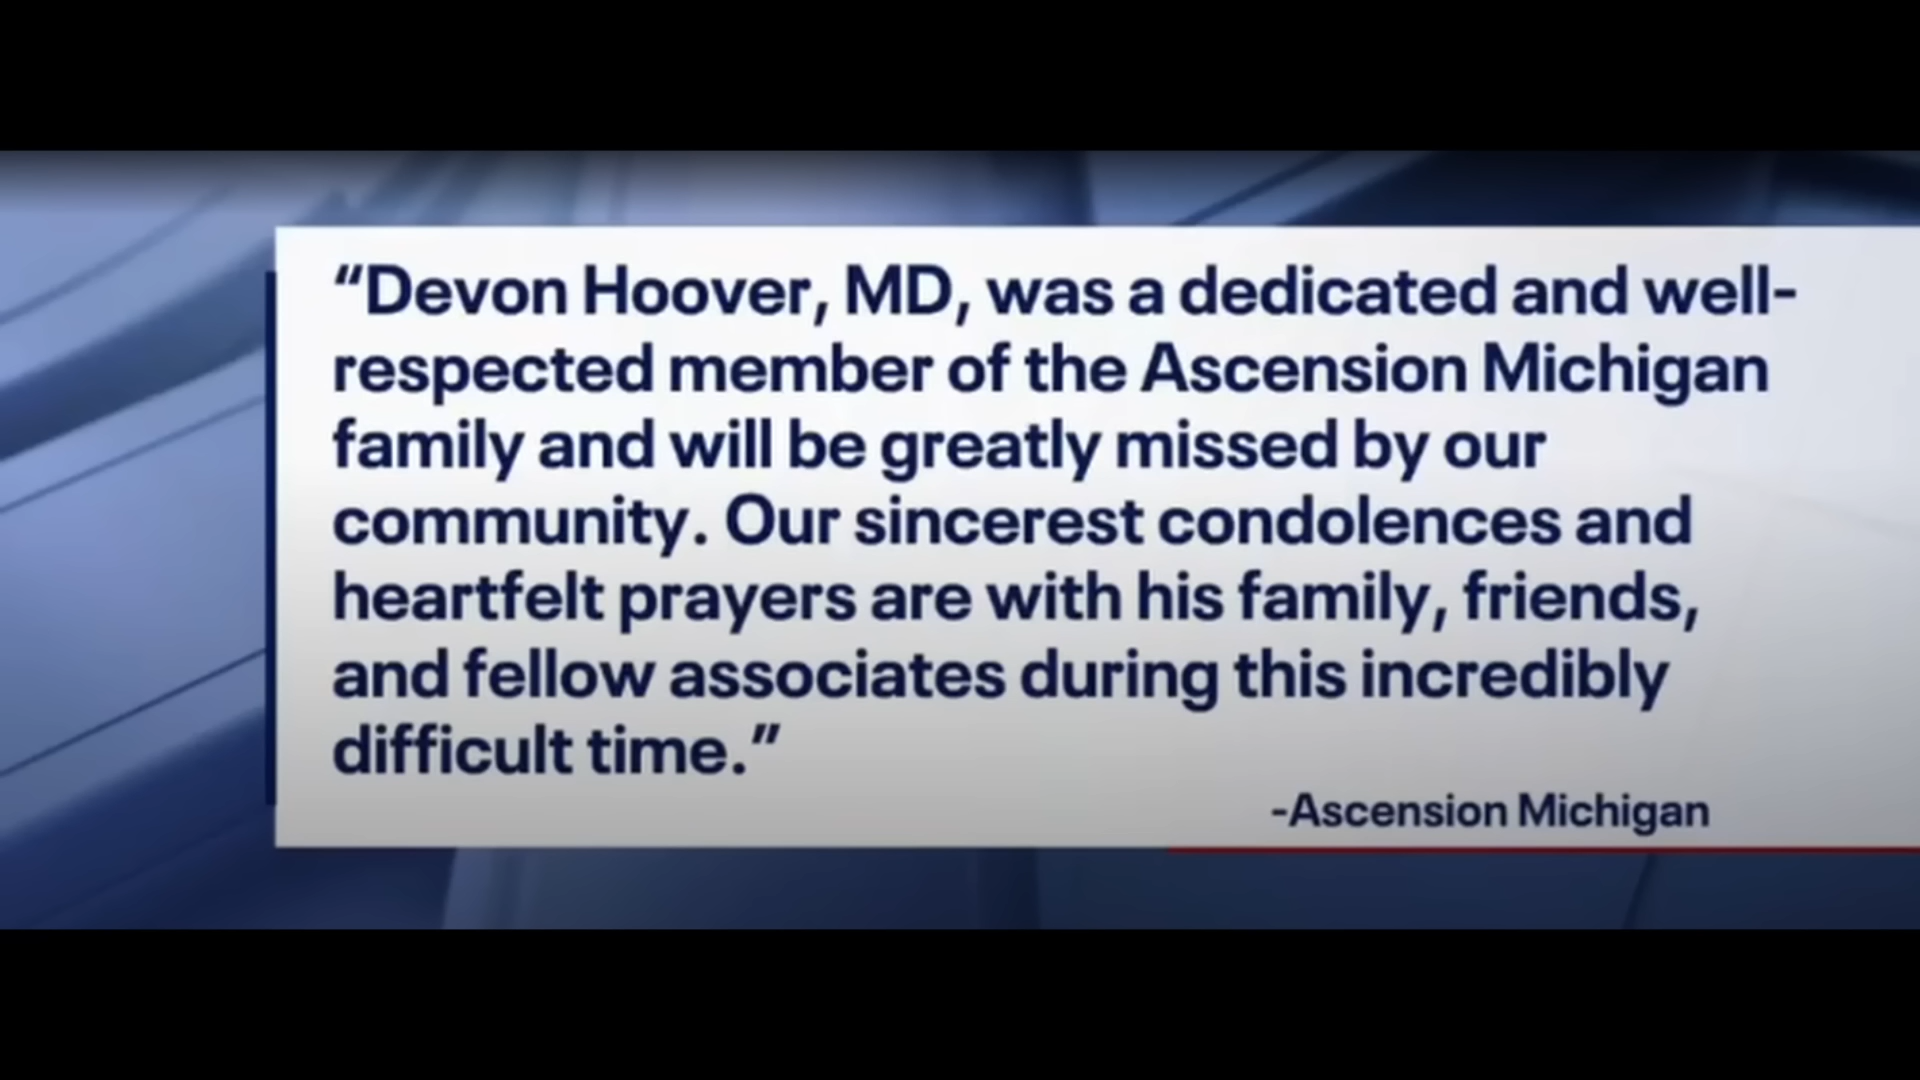 “Devon Hoover, MD, was a dedicated and well-
respected member of the Ascension Michigan
family and will be greatly missed by our
community. Our sincerest condolences and
heartfelt prayers are with his family, friends,
and fellow associates during this incredibly
difficult time.”
-Ascension Michigan